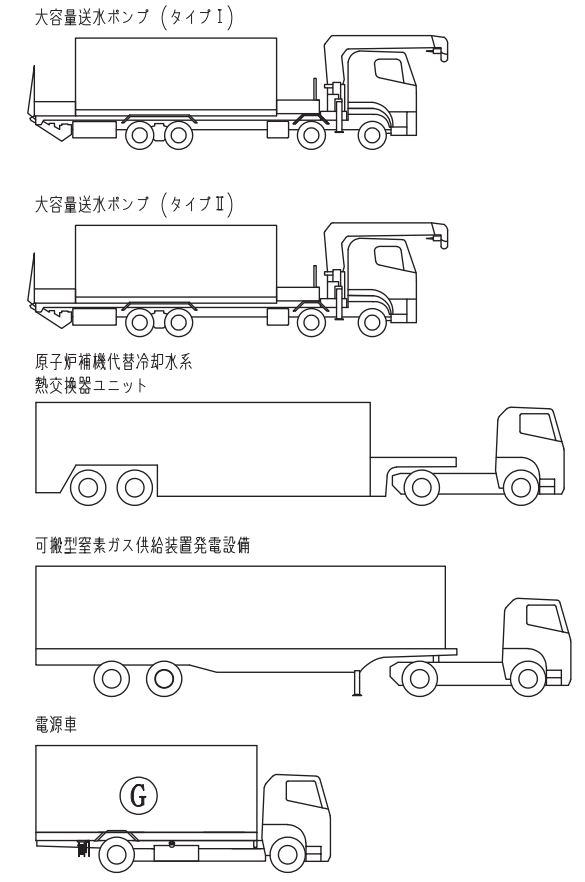 大容量送水ポンプ（タイプⅠ）
大容量送水ポンプ（タイプⅡ）
原子炉補機代替冷却水系
熱交換器ユニット
可搬型窒素ガス供給装置発電設備
電源車
G